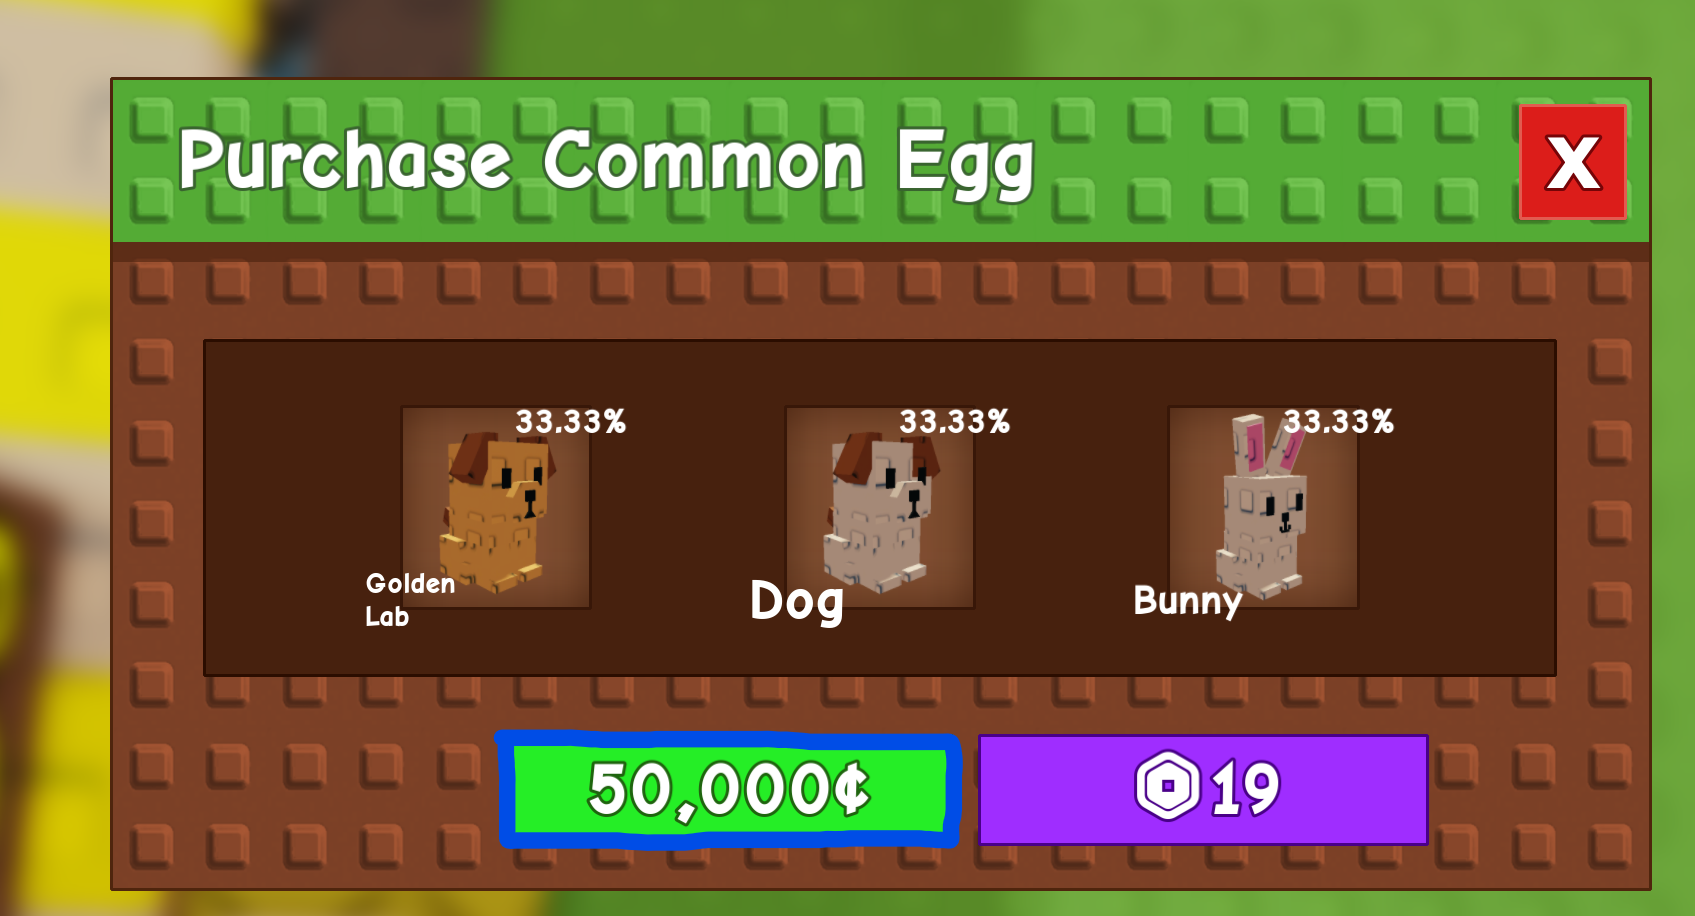 Purchase Common Egg
X
33.33%
33.33%
33.33%
Golden
Lab
Dog
Bunny
50,000¢
19